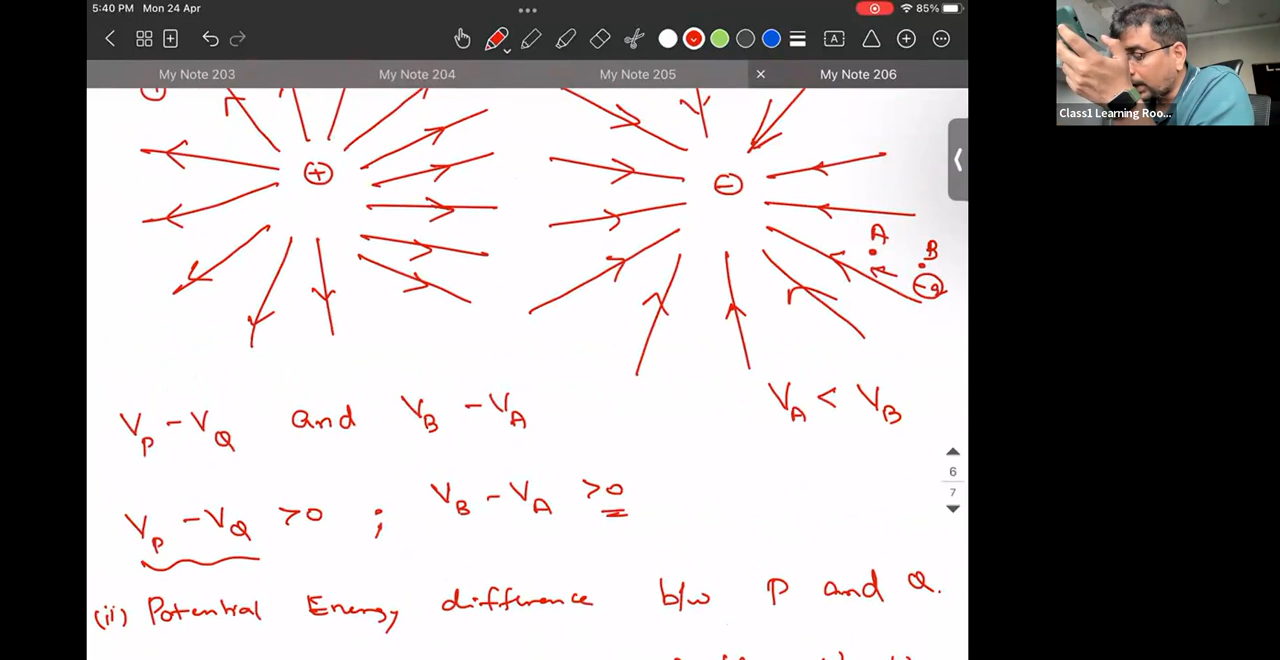 5:40 PM Mon 24 Apr
85%
My Note 203
My Note 204
My Note 205
My Note 206
Class1 Learning Roo...
+
−
A
B
-q
V_P - V_Q and V_B - V_A
V_A < V_B
V_P - V_Q >0 ; V_B - V_A >0
6
7
(ii) Potential Energy difference b/w P and Q.